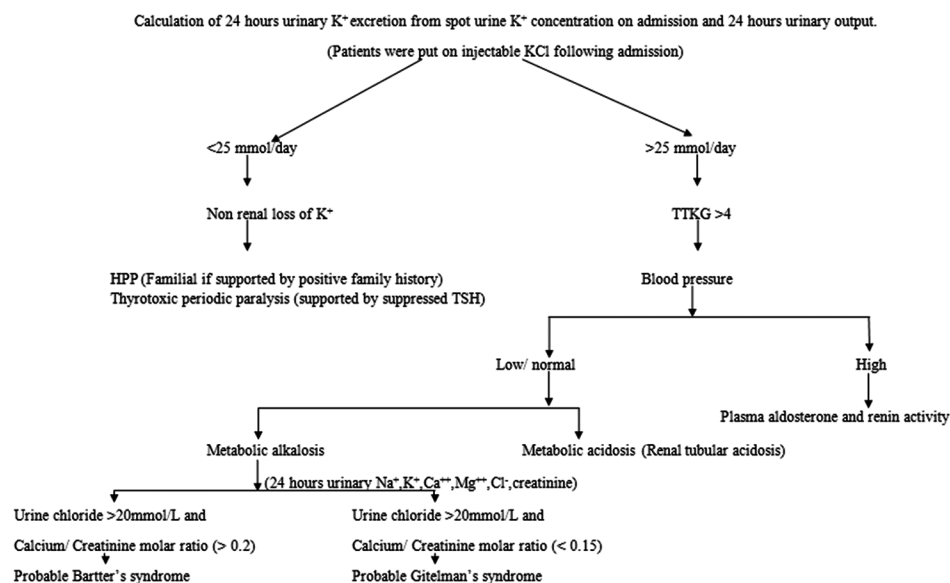 Calculation of 24 hours urinary K⁺ excretion from spot urine K⁺ concentration on admission and 24 hours urinary output.
(Patients were put on injectable KCl following admission)
<25 mmol/day
>25 mmol/day
Non renal loss of K⁺
TTKG >4
HPP (Familial if supported by positive family history)
Thyrotoxic periodic paralysis (supported by suppressed TSH)
Blood pressure
Low/ normal
High
Plasma aldosterone and renin activity
Metabolic alkalosis
Metabolic acidosis (Renal tubular acidosis)
(24 hours urinary Na⁺,K⁺,Ca⁺⁺,Mg⁺⁺,Cl⁻,creatinine)
Urine chloride >20mmol/L and
Calcium/ Creatinine molar ratio (> 0.2)
Probable Bartter's syndrome
Urine chloride >20mmol/L and
Calcium/ Creatinine molar ratio (< 0.15)
Probable Gitelman's syndrome